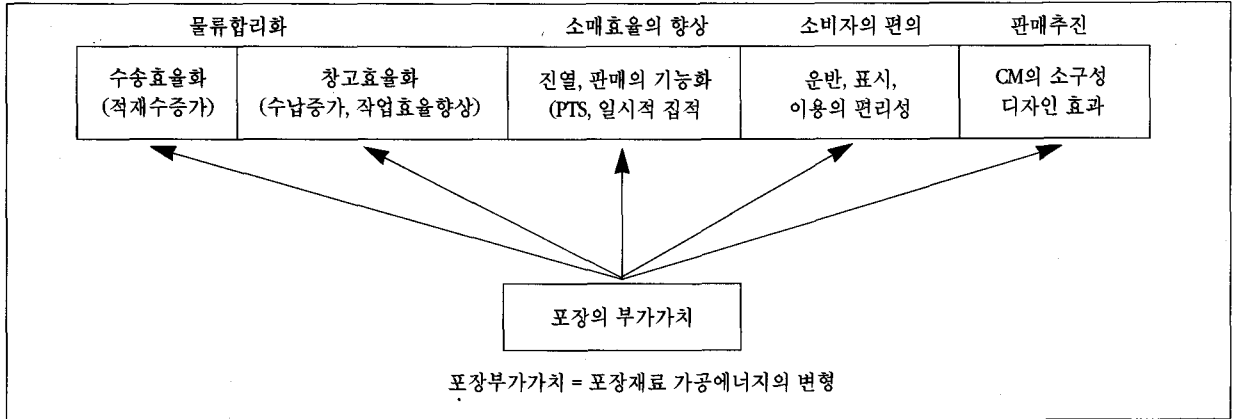 물류합리화 소매효율의 향상 소비자의 편의 판매추진
수송효율화 창고효율화 진열, 판매의 기능화 운반, 표시, CM의 소구성
(적재수증가) (수납증가, 작업효율향상) (PTS, 일시적 집적 이용의 편리성 디자인 효과
포장의 부가가치
포장부가가치 = 포장재료 가공에너지의 변형